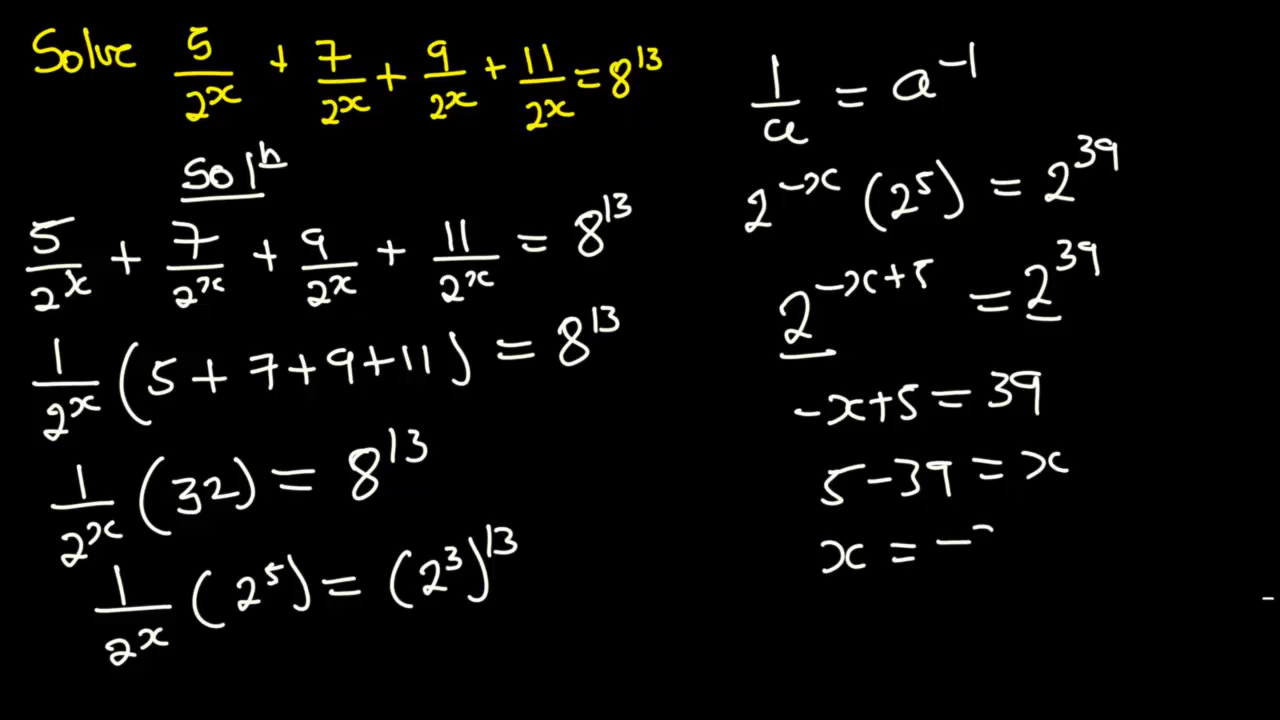 Solve 5/2^x + 7/2^x + 9/2^x + 11/2^x = 8^13
Sol^n
5/2^x + 7/2^x + 9/2^x + 11/2^x = 8^13
1/2^x (5 + 7 + 9 + 11) = 8^13
1/2^x (32) = 8^13
1/2^x (2^5) = (2^3)^13
1/a = a^-1
2^-x (2^5) = 2^39
2^-x+5 = 2^39
-x+5 = 39
5 - 39 = x
x = -